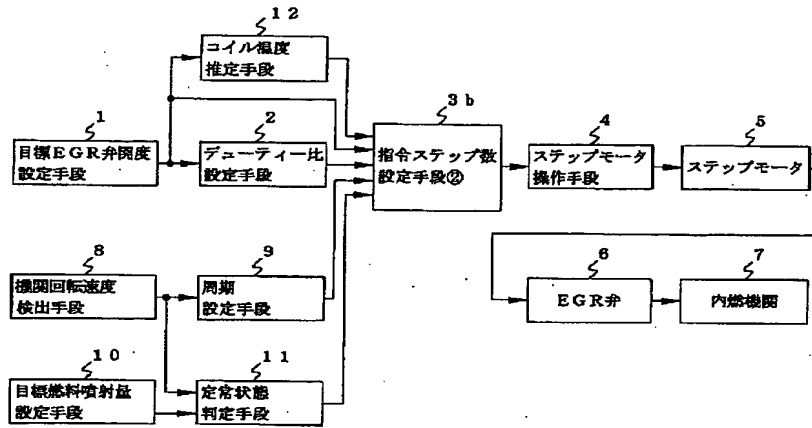 １２
コイル温度
推定手段
１
目標ＥＧＲ弁開度
設定手段
２
デューティー比
設定手段
３ｂ
指令ステップ数
設定手段②
４
ステップモータ
操作手段
５
ステップモータ
８
機関回転速度
検出手段
９
周期
設定手段
６
ＥＧＲ弁
７
内燃機関
１０
目標燃料噴射量
設定手段
１１
定常状態
判定手段